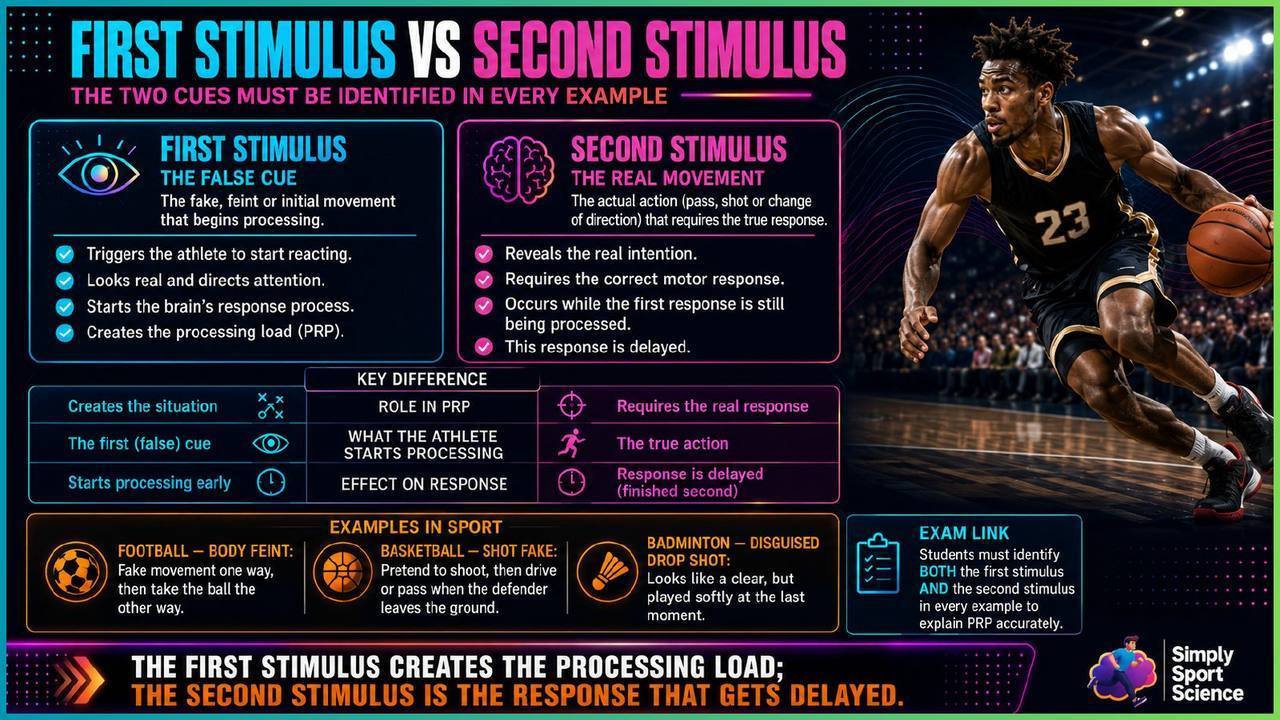 FIRST STIMULUS VS SECOND STIMULUS
THE TWO CUES MUST BE IDENTIFIED IN EVERY EXAMPLE
FIRST STIMULUS
THE FALSE CUE
The fake, feint or initial movement
that begins processing.
Triggers the athlete to start reacting.
Looks real and directs attention.
Starts the brain's response process.
Creates the processing load (PRP).
SECOND STIMULUS
THE REAL MOVEMENT
The actual action (pass, shot or change
of direction) that requires the true response.
Reveals the real intention.
Requires the correct motor response.
Occurs while the first response is still
being processed.
This response is delayed.
23
KEY DIFFERENCE
Creates the situation
ROLE IN PRP
Requires the real response
The first (false) cue
WHAT THE ATHLETE
STARTS PROCESSING
The true action
Starts processing early
EFFECT ON RESPONSE
Response is delayed
(finished second)
EXAMPLES IN SPORT
FOOTBALL — BODY FEINT:
Fake movement one way,
then take the ball the
other way.
BASKETBALL — SHOT FAKE:
Pretend to shoot, then drive
or pass when the defender
leaves the ground.
BADMINTON — DISGUISED
DROP SHOT:
Looks like a clear, but
played softly at the last
moment.
EXAM LINK
Students must identify
BOTH the first stimulus
AND the second stimulus
in every example to
explain PRP accurately.
THE FIRST STIMULUS CREATES THE PROCESSING LOAD;
THE SECOND STIMULUS IS THE RESPONSE THAT GETS DELAYED.
Simply
Sport
Science